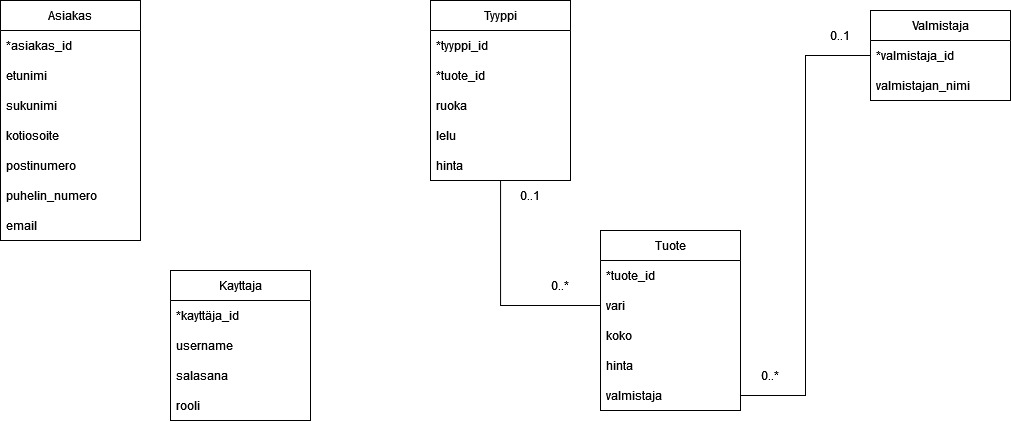 Asiakas
*asiakas_id
etunimi
sukunimi
kotiosoite
postinumero
puhelin_numero
email
Kayttaja
*kayttäja_id
username
salasana
rooli
Tyyppi
*tyyppi_id
*tuote_id
ruoka
lelu
hinta
0..1
0..*
Tuote
*tuote_id
vari
koko
hinta
valmistaja
0..*
0..1
Valmistaja
*valmistaja_id
valmistajan_nimi